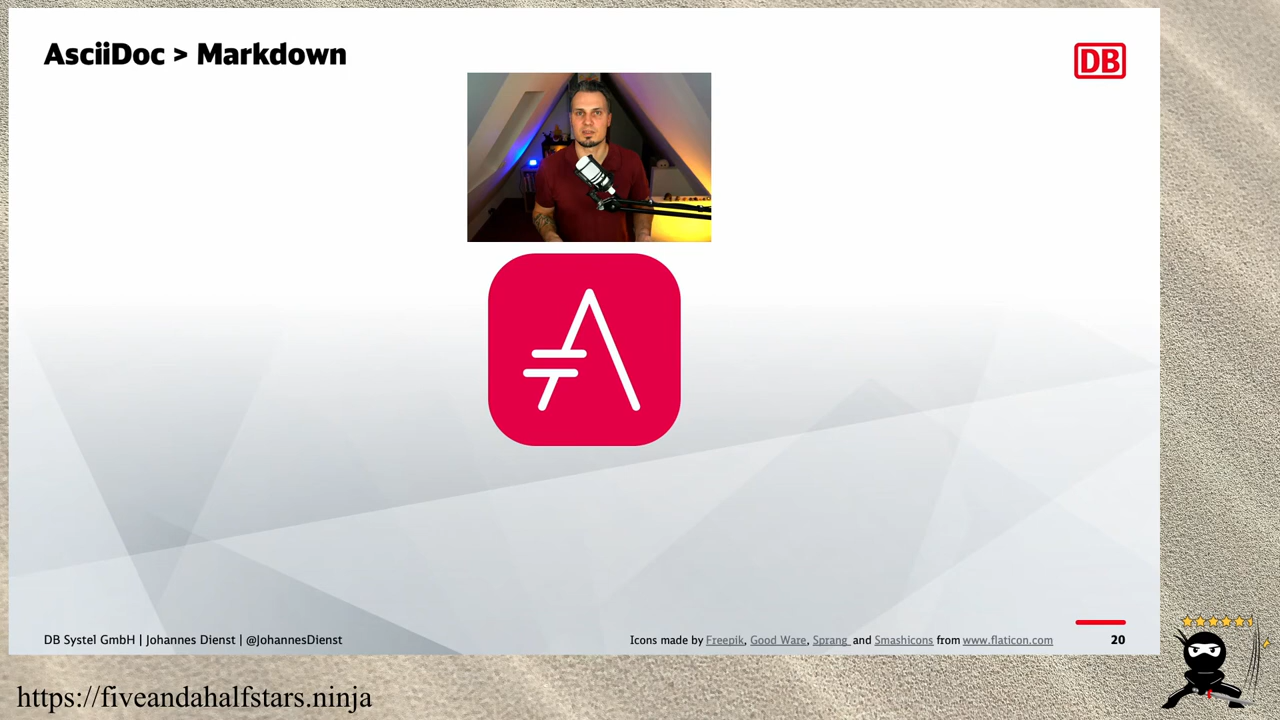 AsciiDoc > Markdown
DB
DB Systel GmbH | Johannes Dienst | @JohannesDienst
Icons made by Freepik, Good Ware, Sprang and Smashicons from www.flaticon.com
20
https://fiveandahalfstars.ninja